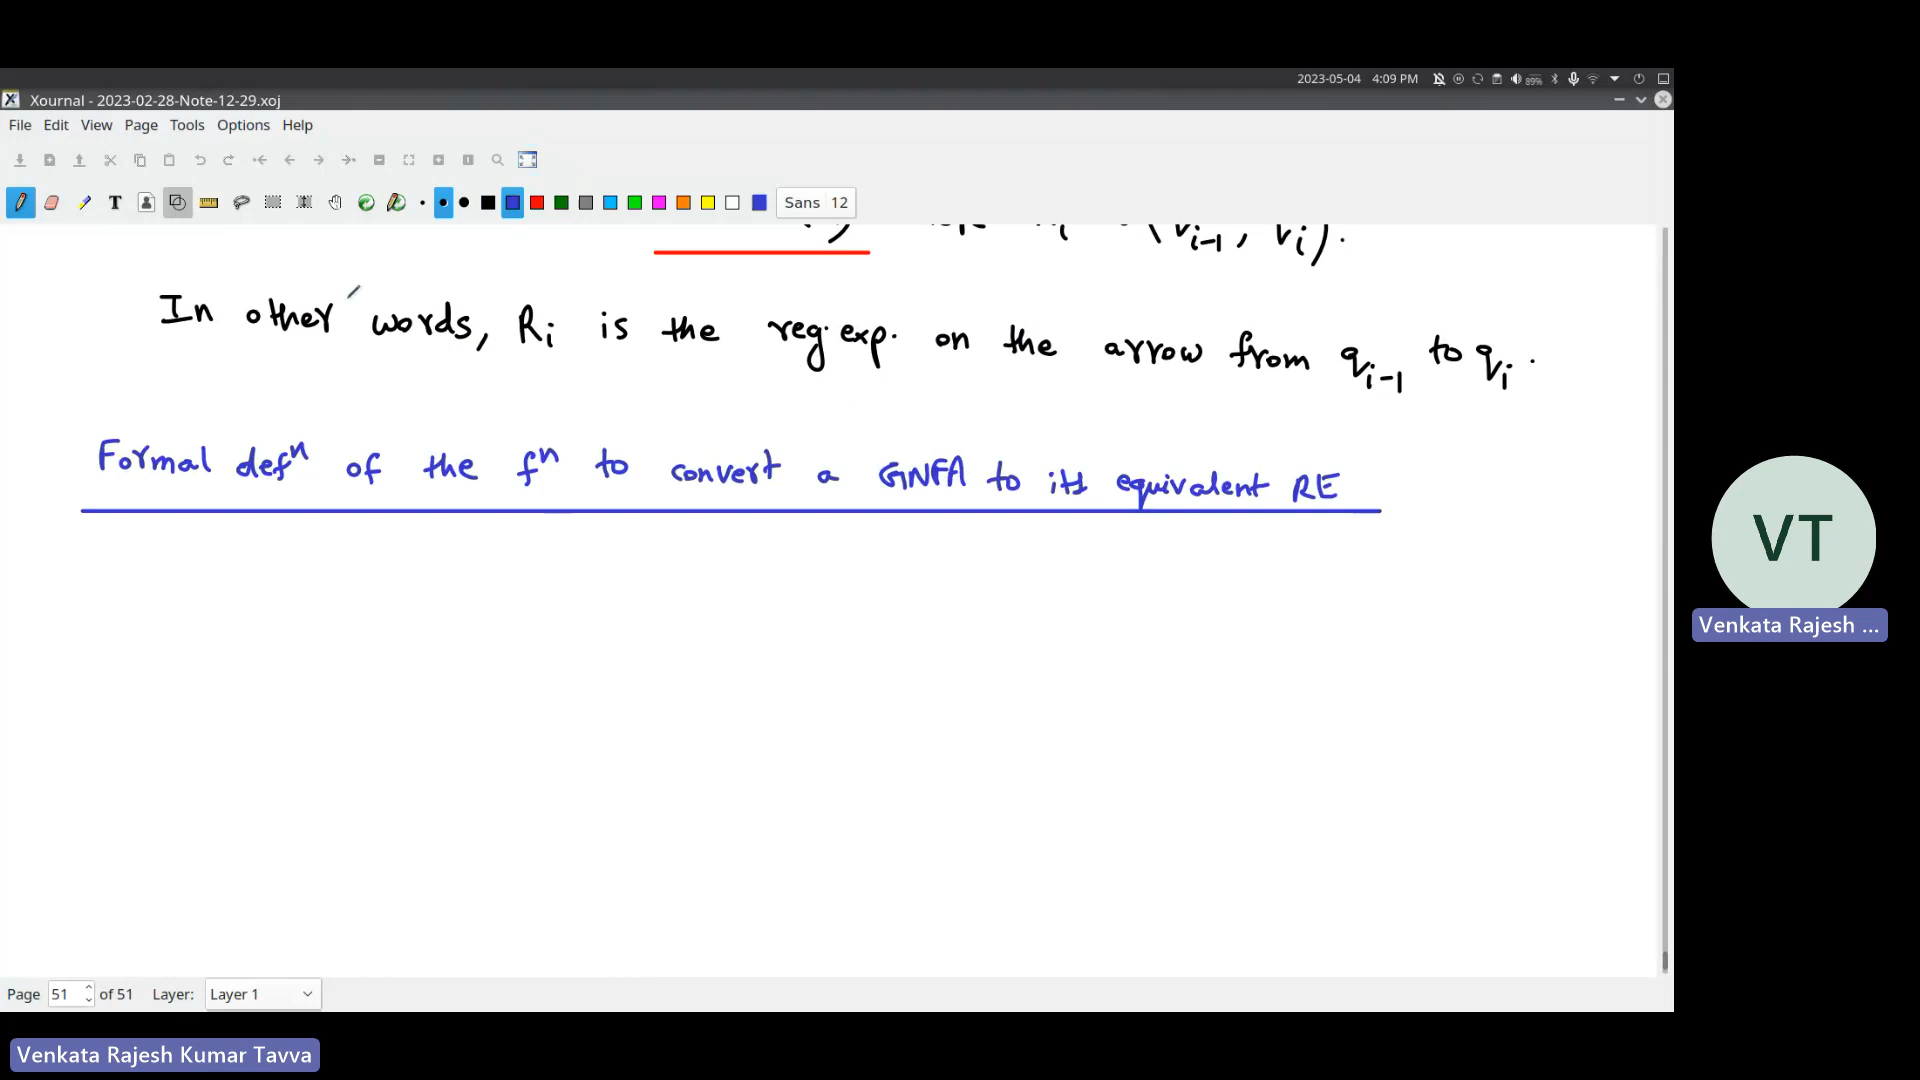 2023-05-04 4:09 PM 89%
Xournal - 2023-02-28-Note-12-29.xoj
File Edit View Page Tools Options Help
T Sans 12
In other words, Ri is the reg. exp. on the arrow from qi-1 to qi.
Formal defn of the fn to convert a GNFA to its equivalent RE
VT
Venkata Rajesh ...
Page 51 of 51 Layer: Layer 1
Venkata Rajesh Kumar Tavva